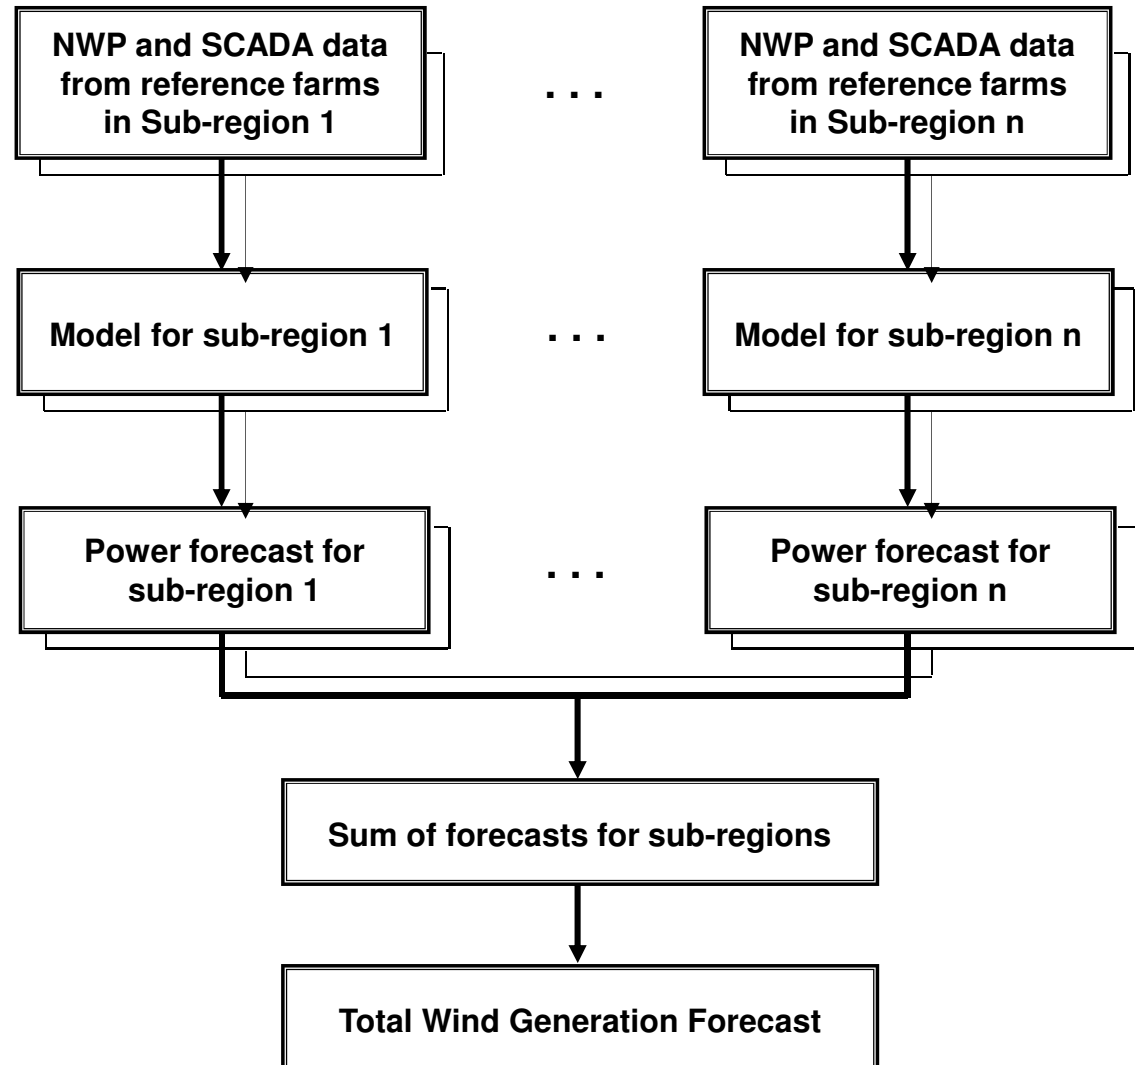 NWP and SCADA data
from reference farms
in Sub-region 1
. . .
NWP and SCADA data
from reference farms
in Sub-region n
Model for sub-region 1
. . .
Model for sub-region n
Power forecast for
sub-region 1
. . .
Power forecast for
sub-region n
Sum of forecasts for sub-regions
Total Wind Generation Forecast